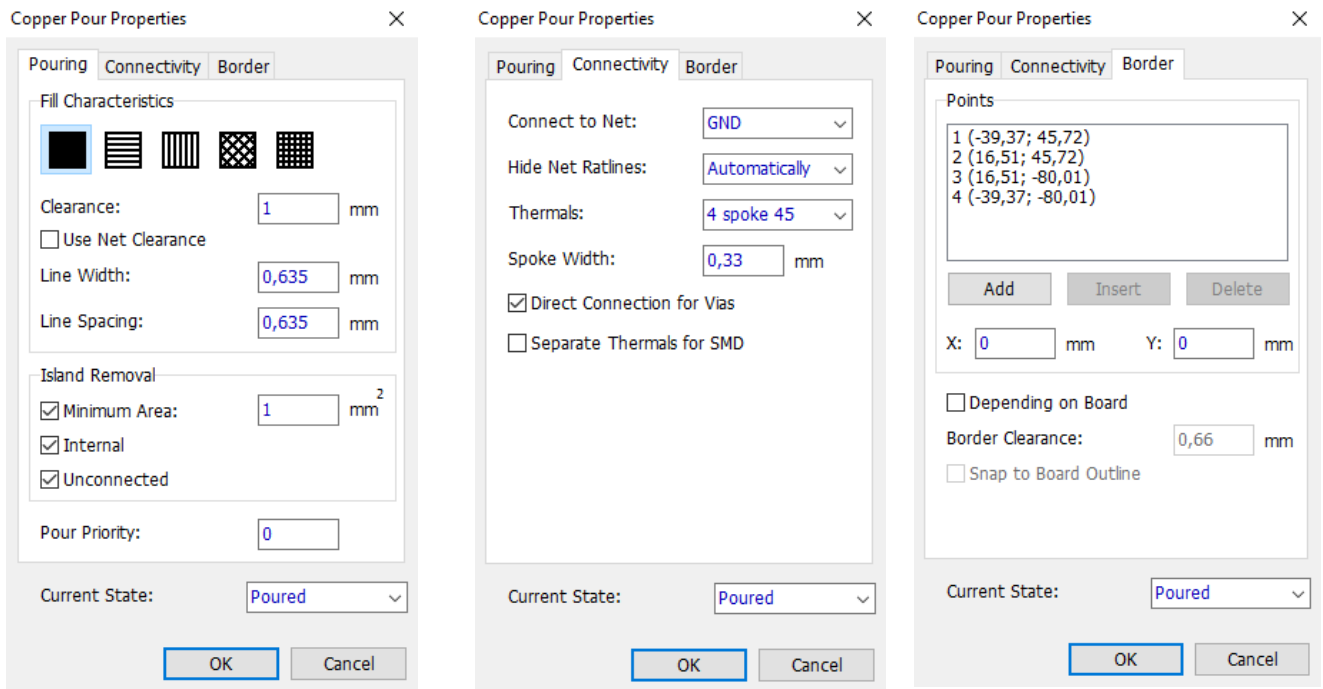 Copper Pour Properties
Pouring Connectivity Border
Fill Characteristics
Clearance: 1 mm
Use Net Clearance
Line Width: 0,635 mm
Line Spacing: 0,635 mm
Island Removal
Minimum Area: 1 mm 2
Internal
Unconnected
Pour Priority: 0
Current State: Poured
OK Cancel
Copper Pour Properties
Pouring Connectivity Border
Connect to Net: GND
Hide Net Ratlines: Automatically
Thermals: 4 spoke 45
Spoke Width: 0,33 mm
Direct Connection for Vias
Separate Thermals for SMD
Current State: Poured
OK Cancel
Copper Pour Properties
Pouring Connectivity Border
Points
1 (-39,37; 45,72)
2 (16,51; 45,72)
3 (16,51; -80,01)
4 (-39,37; -80,01)
Add Insert Delete
X: 0 mm Y: 0 mm
Depending on Board
Border Clearance: 0,66 mm
Snap to Board Outline
Current State: Poured
OK Cancel